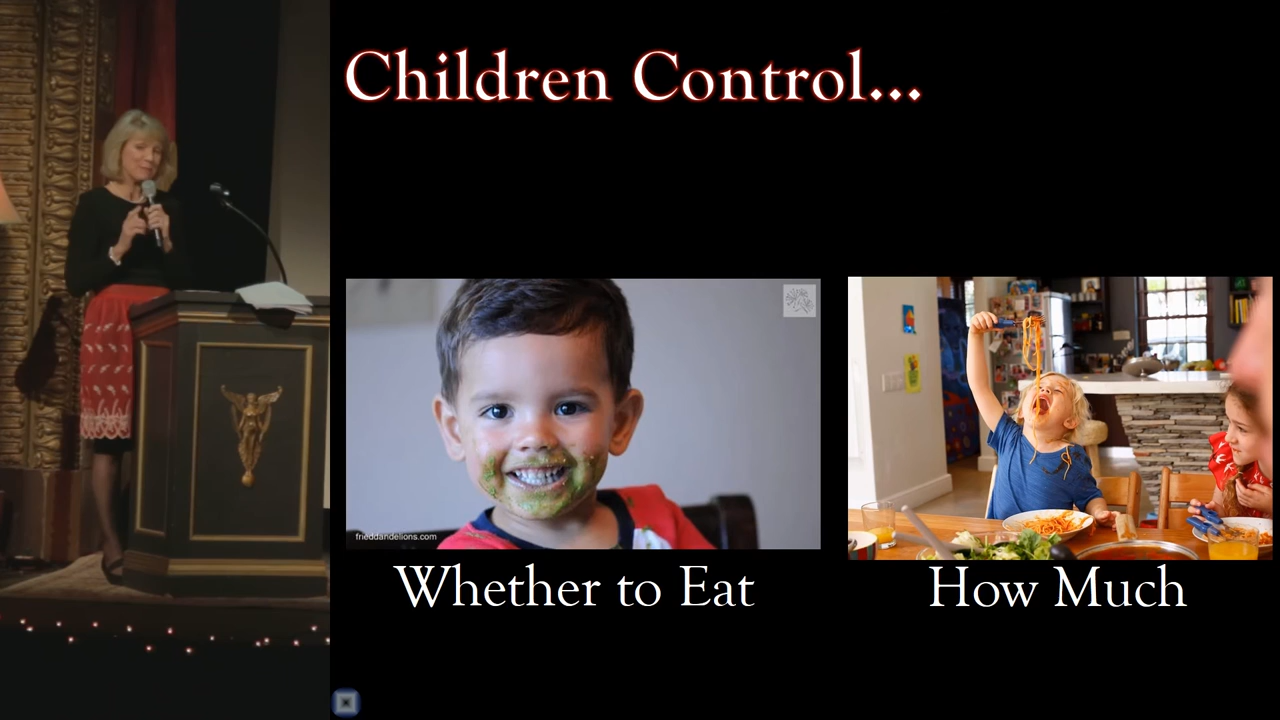 Children Control...
frieddandelions.com
Whether to Eat
How Much